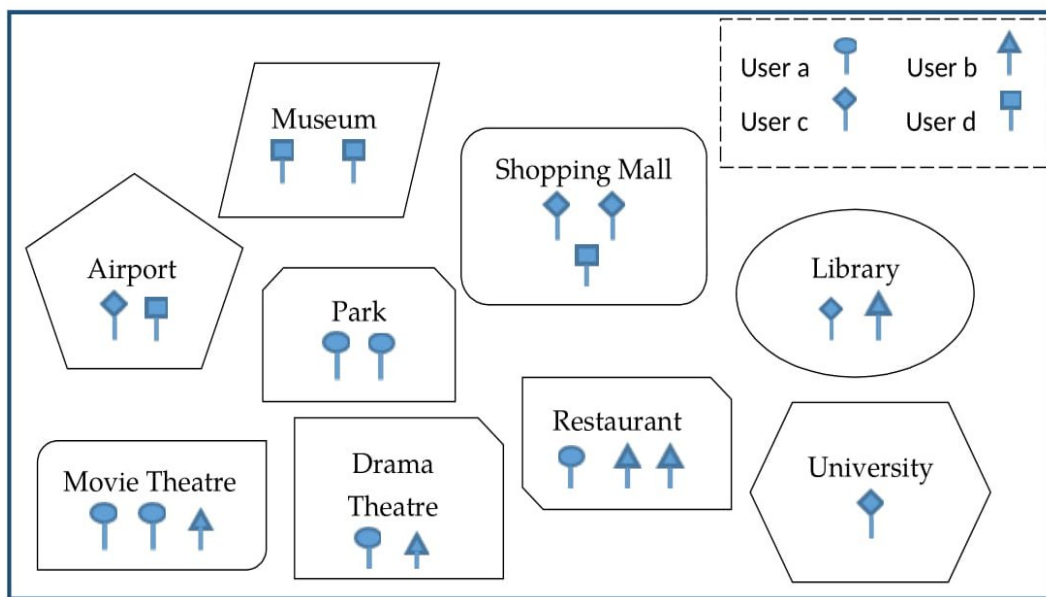 User a
User b
User c
User d
Museum
Shopping Mall
Airport
Library
Park
Restaurant
Movie Theatre
Drama
Theatre
University